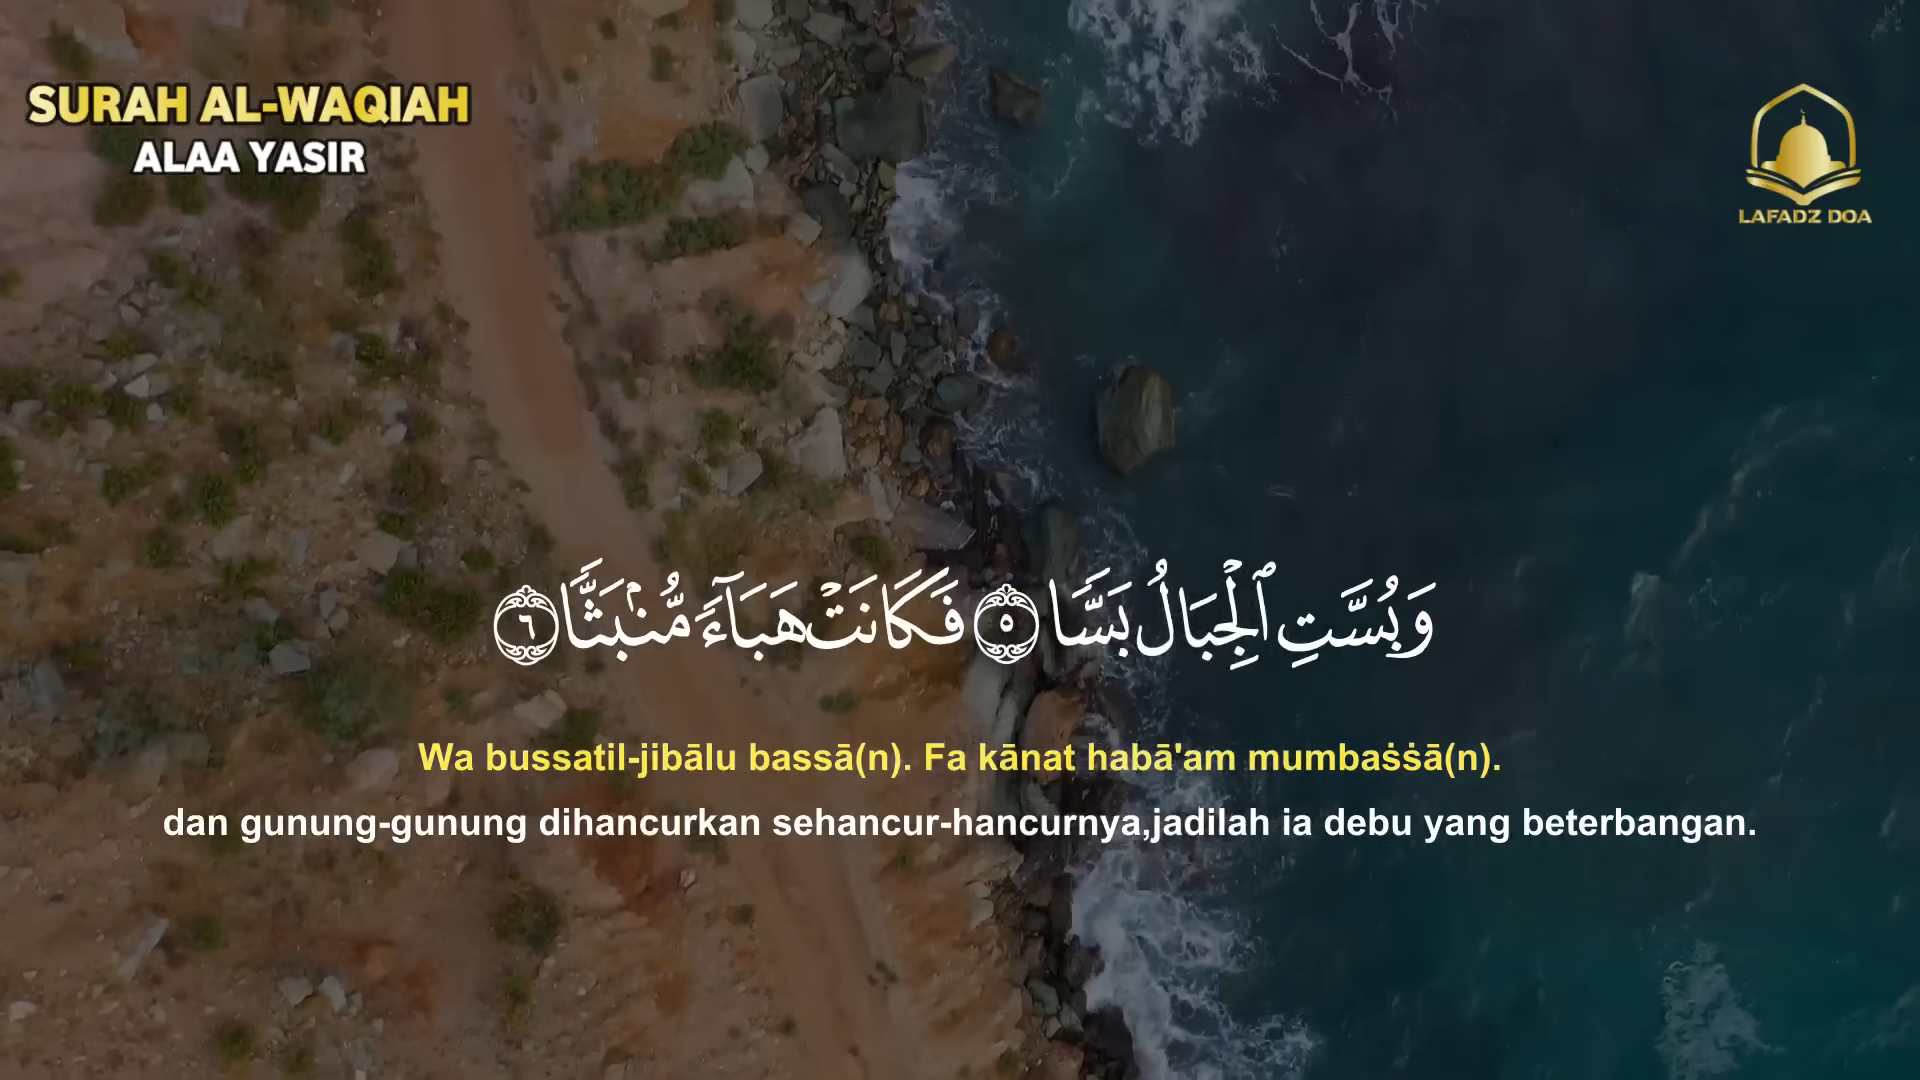 SURAH AL-WAQIAH
ALAA YASIR
LAFADZ DOA
وَبُسَّتِ ٱلْجِبَالُ بَسًّا ٥ فَكَانَتْ هَبَآءً مُّنۢبَثًّا ٦
Wa bussatil-jibālu bassā(n). Fa kānat habā'am mumbaṡṡā(n).
dan gunung-gunung dihancurkan sehancur-hancurnya,jadilah ia debu yang beterbangan.